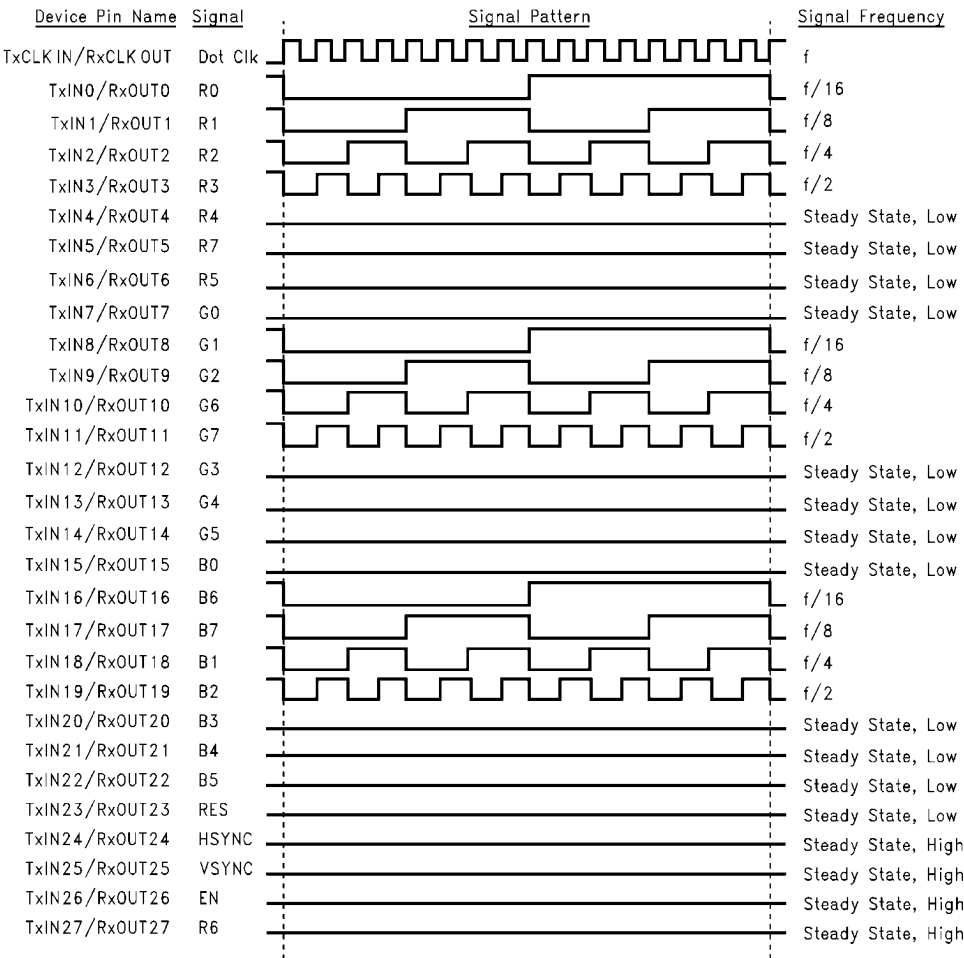 Device Pin Name Signal Signal Pattern Signal Frequency
TxCLK IN/RxCLK OUT Dot Clk f
TxIN0/RxOUT0 R0 f/16
TxIN1/RxOUT1 R1 f/8
TxIN2/RxOUT2 R2 f/4
TxIN3/RxOUT3 R3 f/2
TxIN4/RxOUT4 R4 Steady State, Low
TxIN5/RxOUT5 R7 Steady State, Low
TxIN6/RxOUT6 R5 Steady State, Low
TxIN7/RxOUT7 G0 Steady State, Low
TxIN8/RxOUT8 G1 f/16
TxIN9/RxOUT9 G2 f/8
TxIN10/RxOUT10 G6 f/4
TxIN11/RxOUT11 G7 f/2
TxIN12/RxOUT12 G3 Steady State, Low
TxIN13/RxOUT13 G4 Steady State, Low
TxIN14/RxOUT14 G5 Steady State, Low
TxIN15/RxOUT15 B0 Steady State, Low
TxIN16/RxOUT16 B6 f/16
TxIN17/RxOUT17 B7 f/8
TxIN18/RxOUT18 B1 f/4
TxIN19/RxOUT19 B2 f/2
TxIN20/RxOUT20 B3 Steady State, Low
TxIN21/RxOUT21 B4 Steady State, Low
TxIN22/RxOUT22 B5 Steady State, Low
TxIN23/RxOUT23 RES Steady State, Low
TxIN24/RxOUT24 HSYNC Steady State, High
TxIN25/RxOUT25 VSYNC Steady State, High
TxIN26/RxOUT26 EN Steady State, High
TxIN27/RxOUT27 R6 Steady State, High